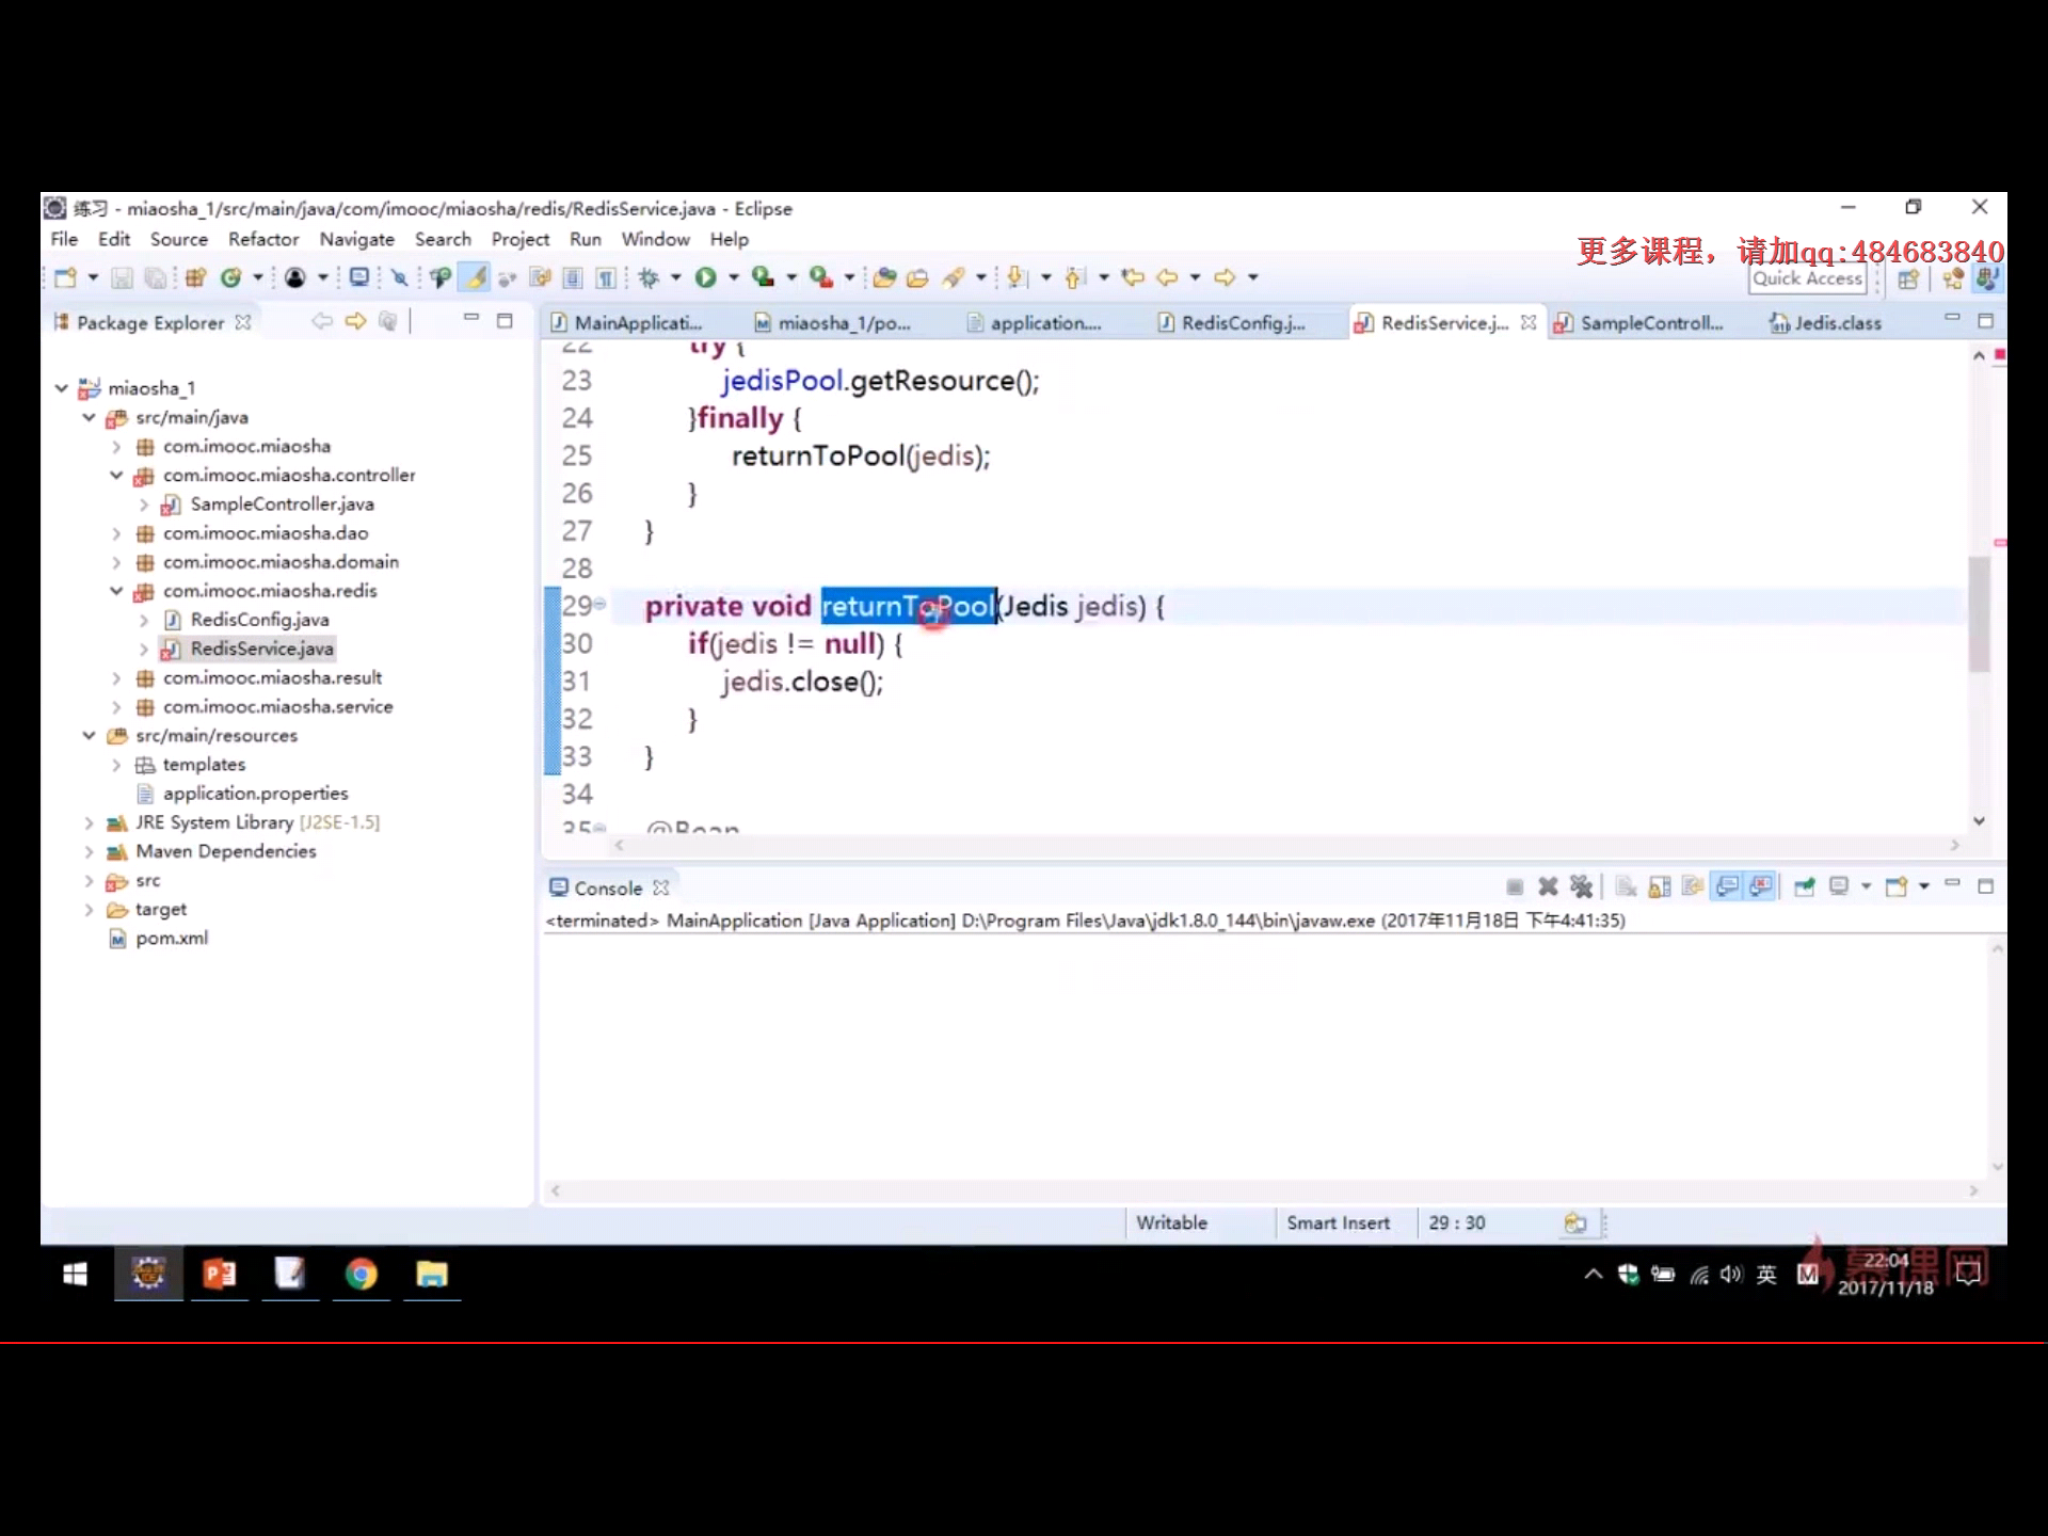 练习 - miaosha_1/src/main/java/com/imooc/miaosha/redis/RedisService.java - Eclipse
File Edit Source Refactor Navigate Search Project Run Window Help
更多课程，请加qq:484683840
Quick Access
Package Explorer
MainApplicati... miaosha_1/po... application.... RedisConfig.j... RedisService.j... SampleControll... Jedis.class
miaosha_1
src/main/java
com.imooc.miaosha
com.imooc.miaosha.controller
SampleController.java
com.imooc.miaosha.dao
com.imooc.miaosha.domain
com.imooc.miaosha.redis
RedisConfig.java
RedisService.java
com.imooc.miaosha.result
com.imooc.miaosha.service
src/main/resources
templates
application.properties
JRE System Library [J2SE-1.5]
Maven Dependencies
src
target
pom.xml
22 try {
23 jedisPool.getResource();
24 }finally {
25 returnToPool(jedis);
26 }
27 }
28
29 private void returnToPool(Jedis jedis) {
30 if(jedis != null) {
31 jedis.close();
32 }
33 }
34
35 @Bean
Console
<terminated> MainApplication [Java Application] D:\Program Files\Java\jdk1.8.0_144\bin\javaw.exe (2017年11月18日 下午4:41:35)
Writable Smart Insert 29 : 30
英
慕课网
22:04
2017/11/18